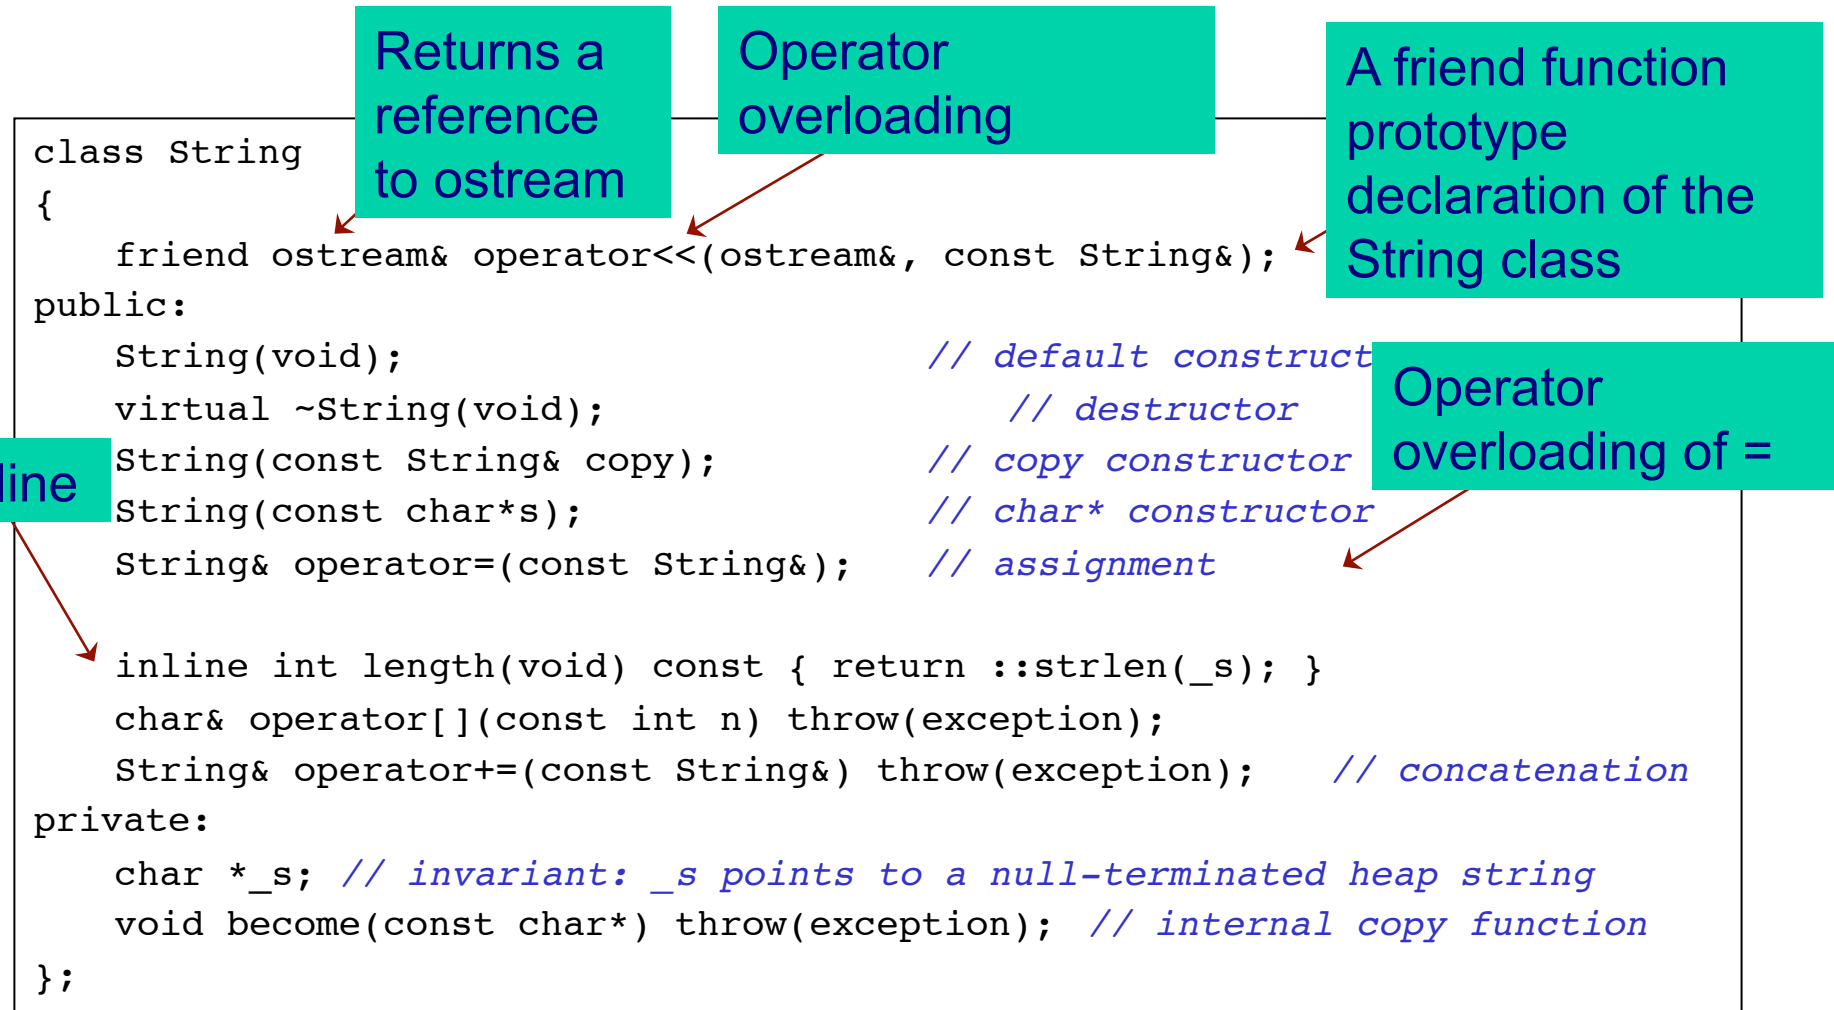 Returns a
reference
to ostream
Operator
overloading
A friend function
prototype
declaration of the
String class
class String
{
friend ostream& operator<<(ostream&, const String&);
public:
String(void); // default construct
virtual ~String(void); // destructor
Operator
overloading of =
String(const String& copy); // copy constructor
line
String(const char*s); // char* constructor
String& operator=(const String&); // assignment
inline int length(void) const { return ::strlen(_s); }
char& operator[](const int n) throw(exception);
String& operator+=(const String&) throw(exception); // concatenation
private:
char *_s; // invariant: _s points to a null-terminated heap string
void become(const char*) throw(exception); // internal copy function
};